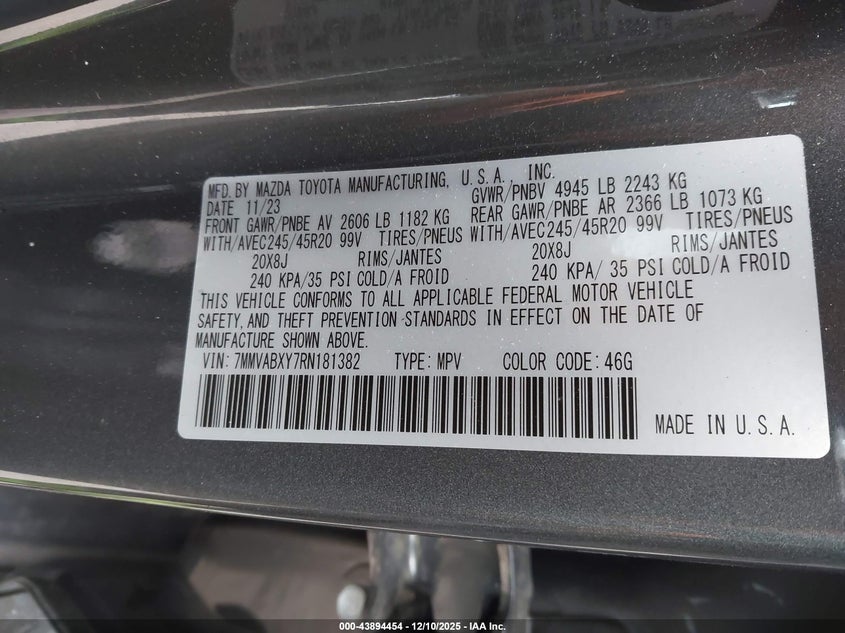 MFD. BY MAZDA TOYOTA MANUFACTURING, U.S.A., INC.
DATE 11/23 GVWR/PNBV 4945 LB 2243 KG
FRONT GAWR/PNBE AV 2606 LB 1182 KG REAR GAWR/PNBE AR 2366 LB 1073 KG
WITH/AVEC245/45R20 99V TIRES/PNEUS WITH/AVEC245/45R20 99V TIRES/PNEUS
20X8J RIMS/JANTES 20X8J RIMS/JANTES
240 KPA/35 PSI COLD/A FROID 240 KPA/ 35 PSI COLD/A FROID
THIS VEHICLE CONFORMS TO ALL APPLICABLE FEDERAL MOTOR VEHICLE
SAFETY, AND THEFT PREVENTION STANDARDS IN EFFECT ON THE DATE OF
MANUFACTURE SHOWN ABOVE.
VIN: 7MMVABXY7RN181382 TYPE: MPV COLOR CODE: 46G
MADE IN U.S.A.
000-43894454 - 12/10/2025 - IAA Inc.